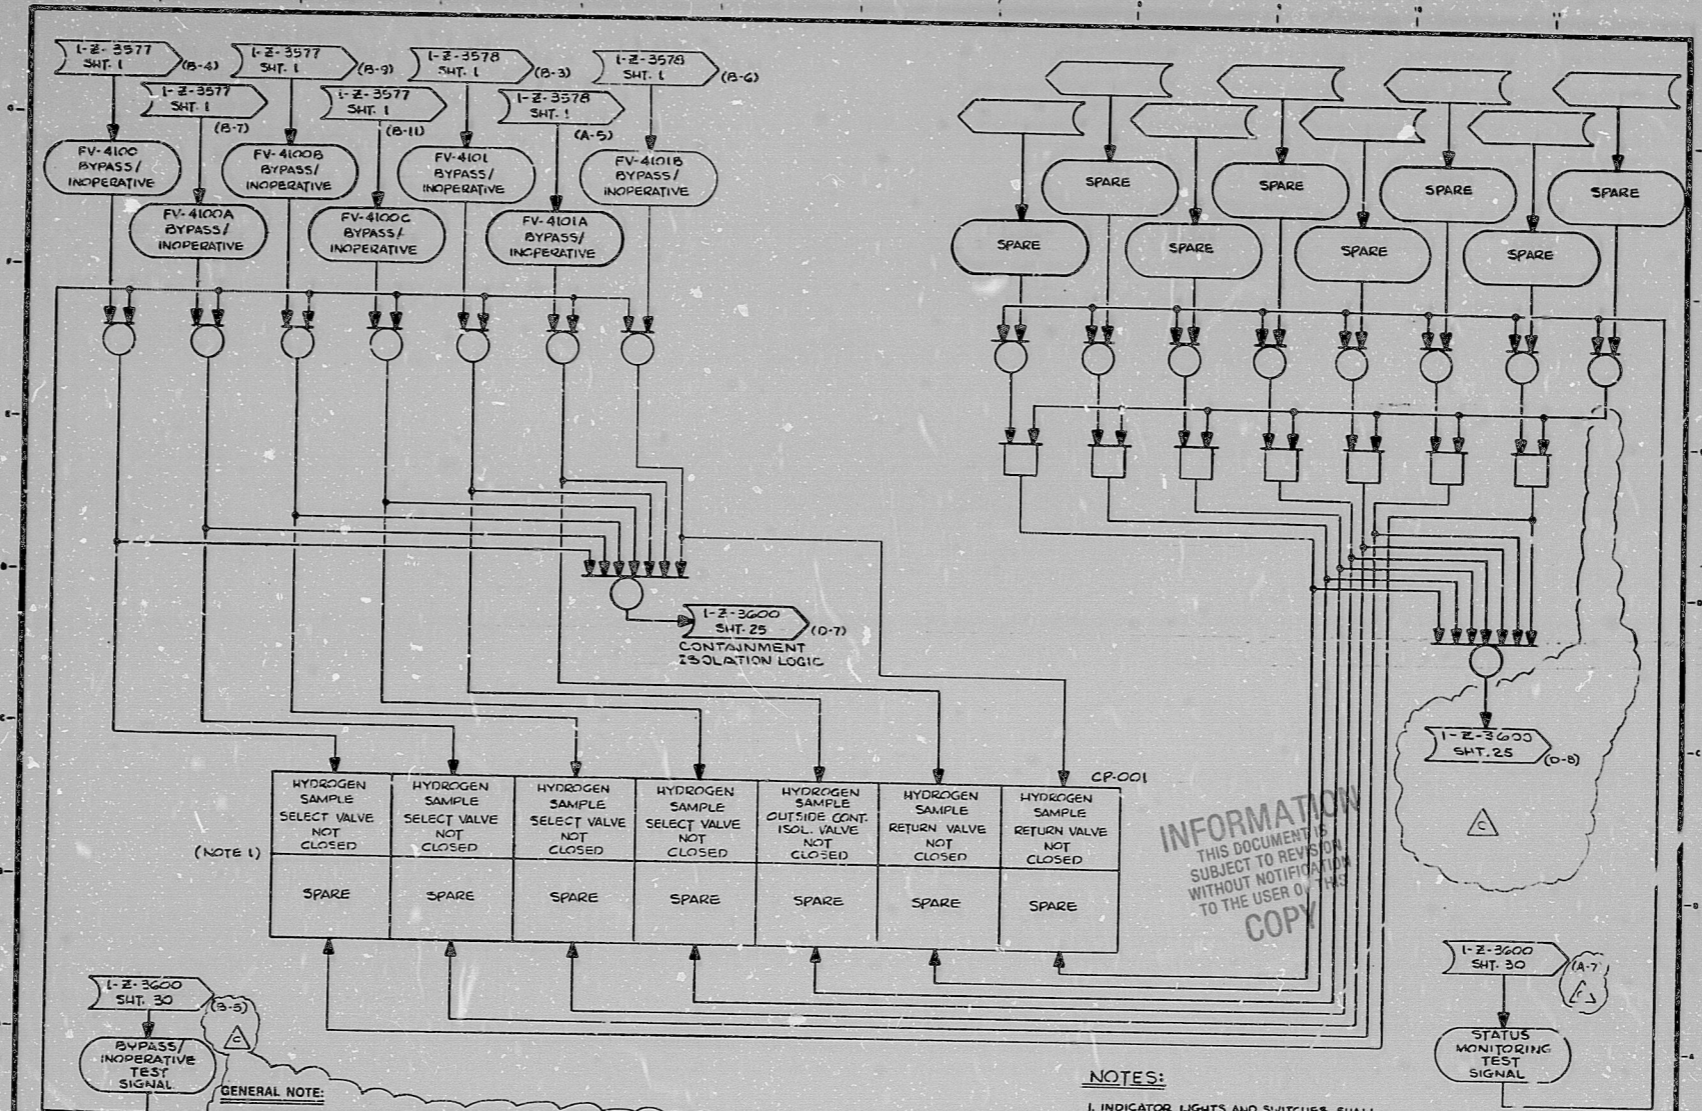 1-Z-3577
SHT. 1
(B-4)
1-Z-3577
SHT. 1
(B-9)
1-Z-3578
SHT. 1
(B-3)
1-Z-3578
SHT. 1
(B-6)
1-Z-3577
SHT. 1
(B-7)
1-Z-3577
SHT. 1
(B-11)
1-Z-3578
SHT. 1
(A-5)
FV-4100
BYPASS/
INOPERATIVE
FV-4100B
BYPASS/
INOPERATIVE
FV-4101
BYPASS/
INOPERATIVE
FV-4101B
BYPASS/
INOPERATIVE
FV-4100A
BYPASS/
INOPERATIVE
FV-4100C
BYPASS/
INOPERATIVE
FV-4101A
BYPASS/
INOPERATIVE
SPARE
SPARE
SPARE
SPARE
SPARE
SPARE
SPARE
SPARE
1-Z-3600
SHT. 25
(D-7)
CONTAINMENT
ISOLATION LOGIC
1-Z-3600
SHT. 25
(D-8)
C
CP-001
HYDROGEN
SAMPLE
SELECT VALVE
NOT
CLOSED
HYDROGEN
SAMPLE
SELECT VALVE
NOT
CLOSED
HYDROGEN
SAMPLE
SELECT VALVE
NOT
CLOSED
HYDROGEN
SAMPLE
SELECT VALVE
NOT
CLOSED
HYDROGEN
SAMPLE
OUTSIDE CONT.
ISOL. VALVE
NOT
CLOSED
HYDROGEN
SAMPLE
RETURN VALVE
NOT
CLOSED
HYDROGEN
SAMPLE
RETURN VALVE
NOT
CLOSED
(NOTE 1)
SPARE
SPARE
SPARE
SPARE
SPARE
SPARE
SPARE
INFORMATION
THIS DOCUMENT IS
SUBJECT TO REVISION
WITHOUT NOTIFICATION
TO THE USER OF THIS
COPY
1-Z-3600
SHT. 30
(B-5)
C
BYPASS/
INOPERATIVE
TEST
SIGNAL
1-Z-3600
SHT. 30
(A-7
C
STATUS
MONITORING
TEST
SIGNAL
GENERAL NOTE:
NOTES:
1. INDICATOR LIGHTS AND SWITCHES SHALL